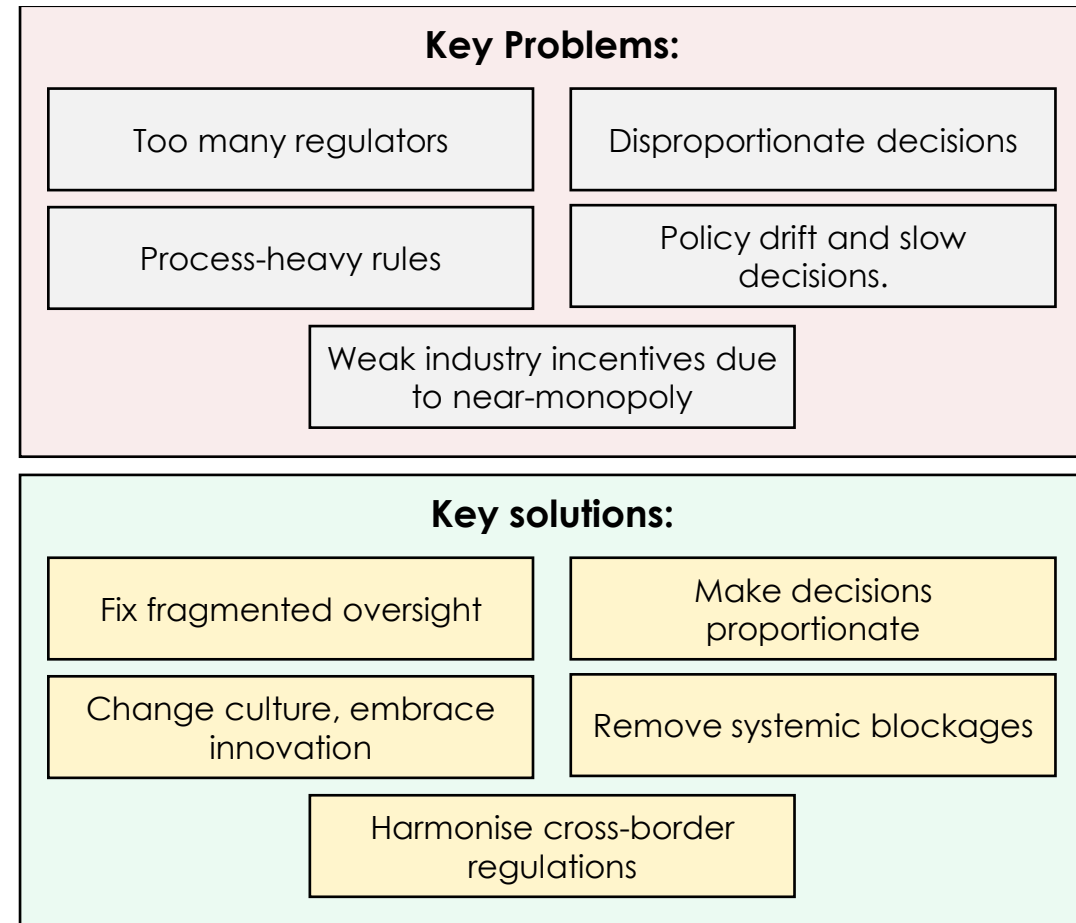 Key Problems:
Too many regulators
Disproportionate decisions
Process-heavy rules
Policy drift and slow
decisions.
Weak industry incentives due
to near-monopoly
Key solutions:
Fix fragmented oversight
Make decisions
proportionate
Change culture, embrace
innovation
Remove systemic blockages
Harmonise cross-border
regulations